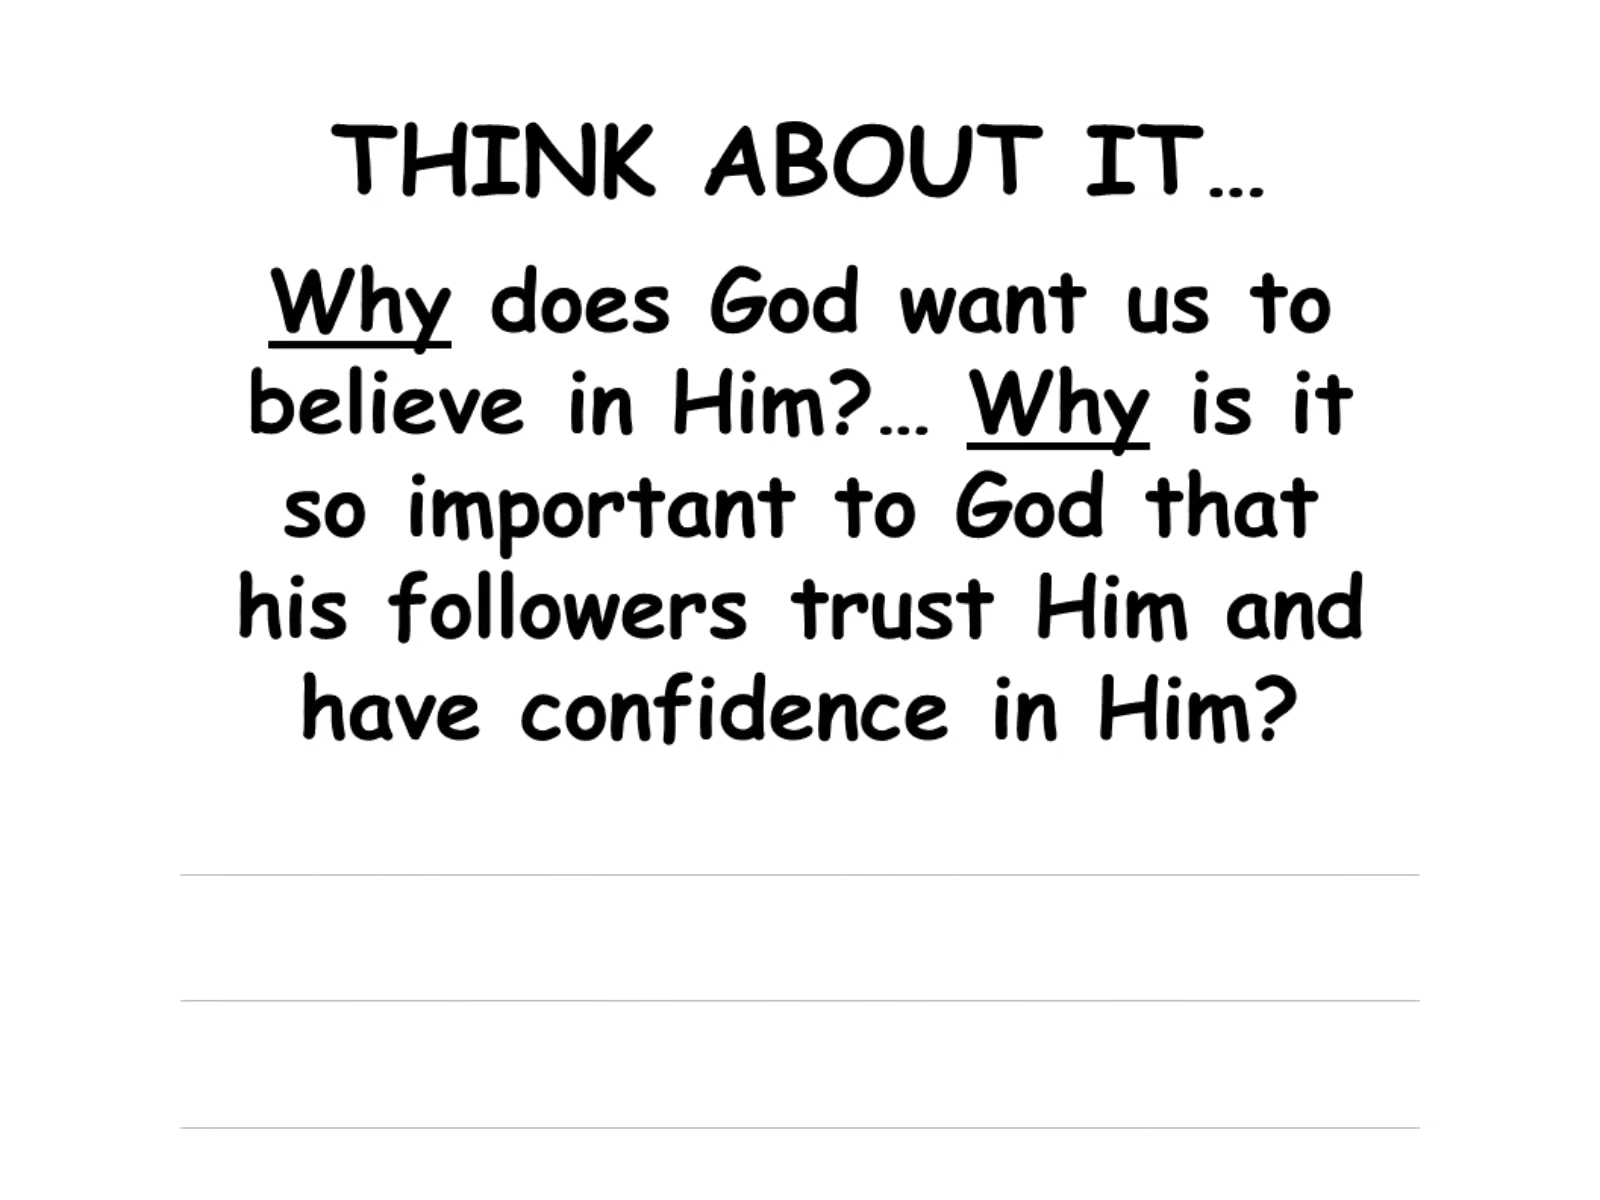 THINK ABOUT IT...
Why does God want us to
believe in Him?... Why is it
so important to God that
his followers trust Him and
have confidence in Him?